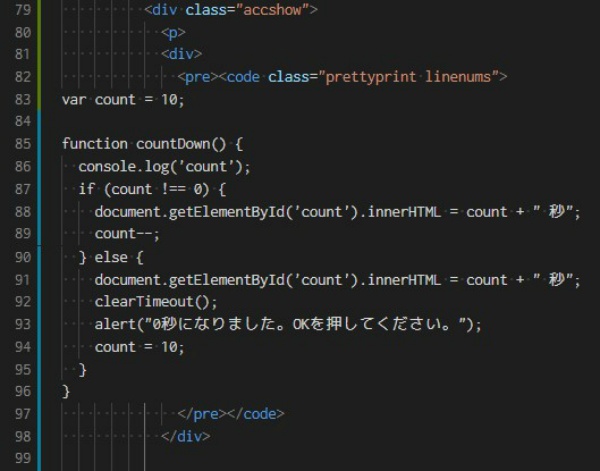 79 <div class="accshow">
80 <p>
81 <div>
82 <pre><code class="prettyprint linenums">
83 var count = 10;
84
85 function countDown() {
86 console.log('count');
87 if (count !== 0) {
88 document.getElementById('count').innerHTML = count + " 秒";
89 count--;
90 } else {
91 document.getElementById('count').innerHTML = count + " 秒";
92 clearTimeout();
93 alert("0秒になりました。OKを押してください。");
94 count = 10;
95 }
96 }
97 </pre></code>
98 </div>
99